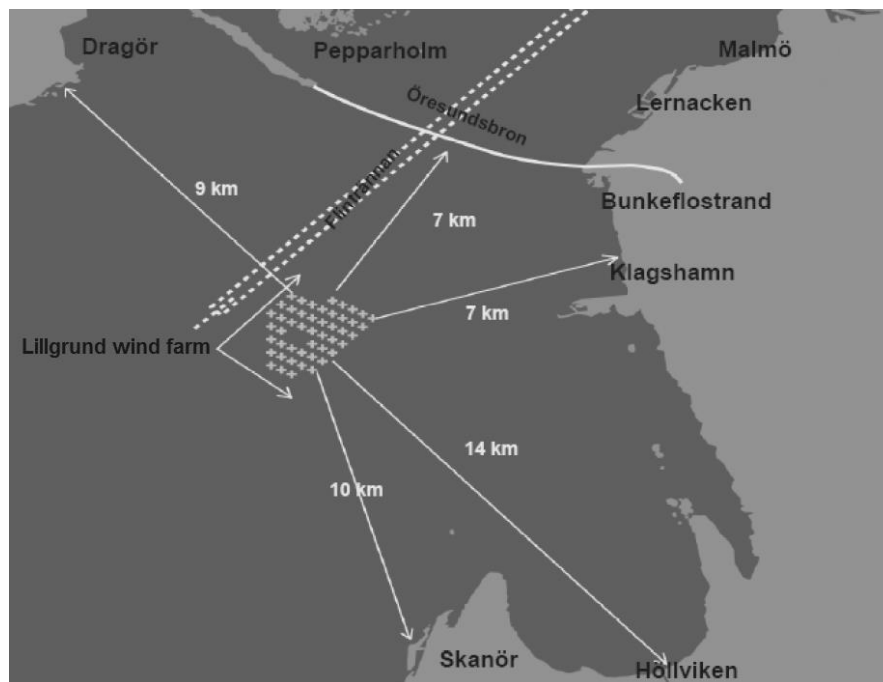 Dragör
Pepparholm
Malmö
Öresundsbron
Lernacken
9 km
Flintrännan
Bunkeflostrand
7 km
Klagshamn
7 km
Lillgrund wind farm
14 km
10 km
Skanör
Höllviken